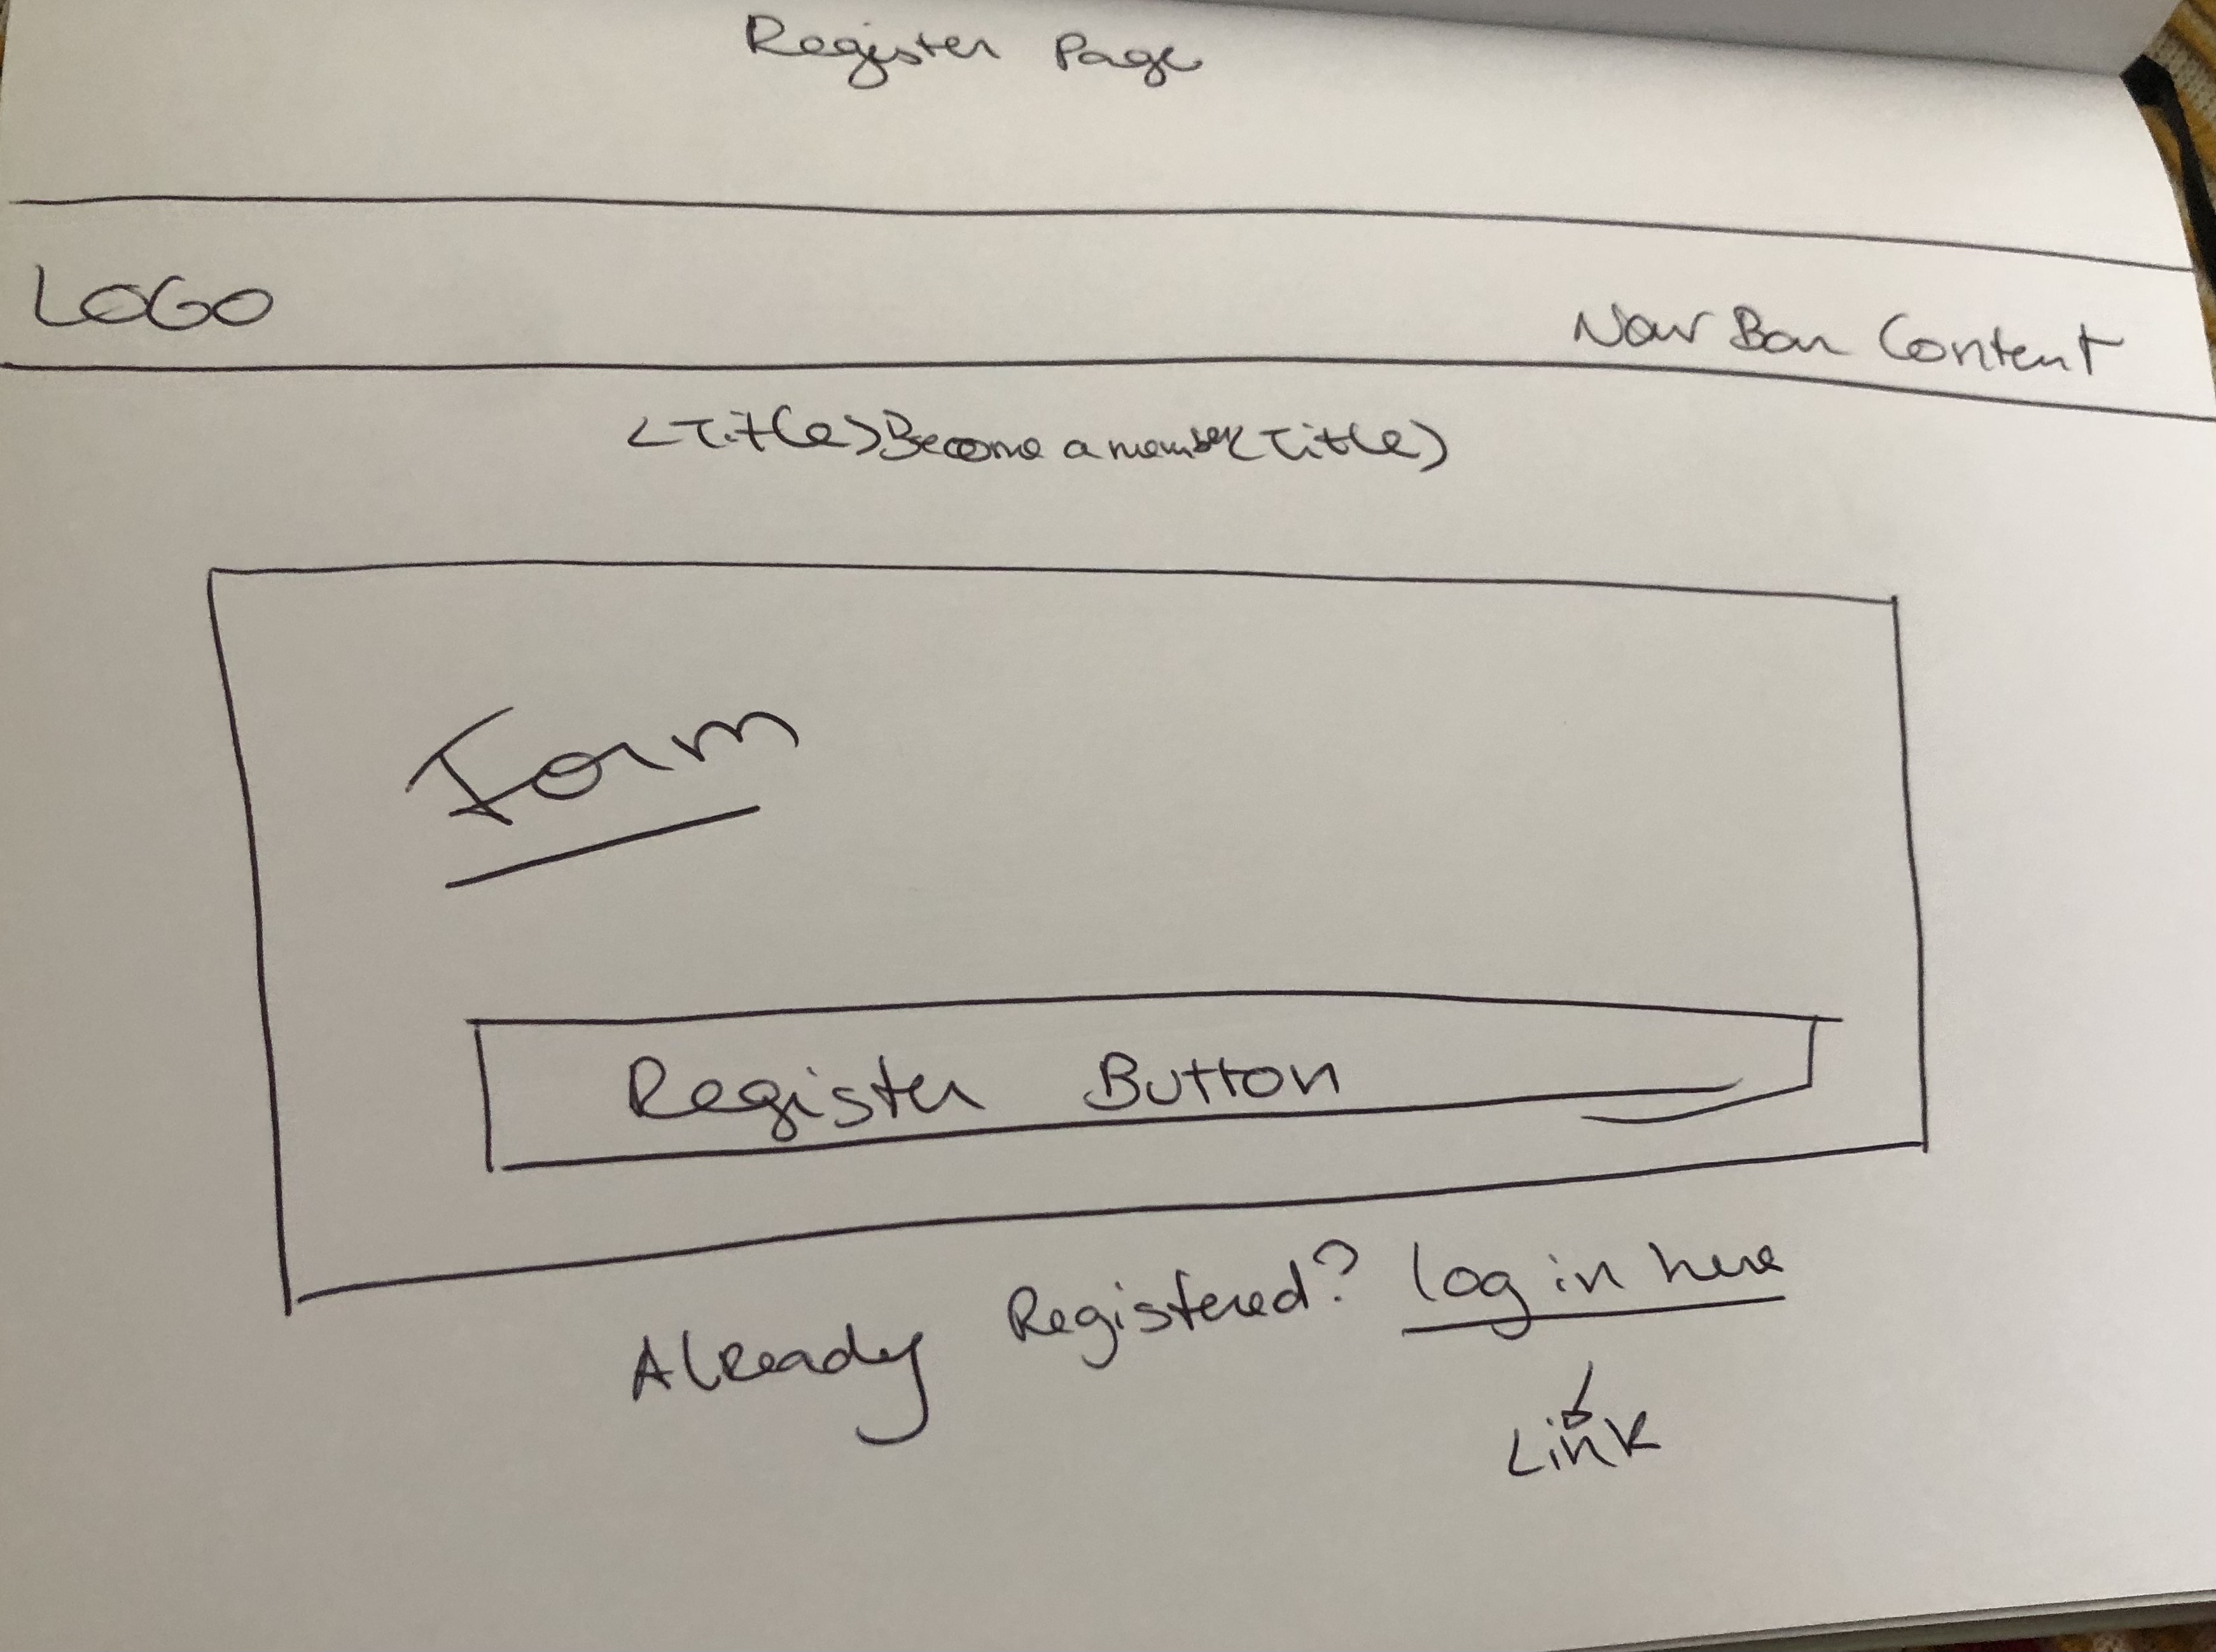 Register Page
LOGO
Nav Bar Content
<Title>Become a member<Title>
Form
Register Button
Already Registered? log in here
Link